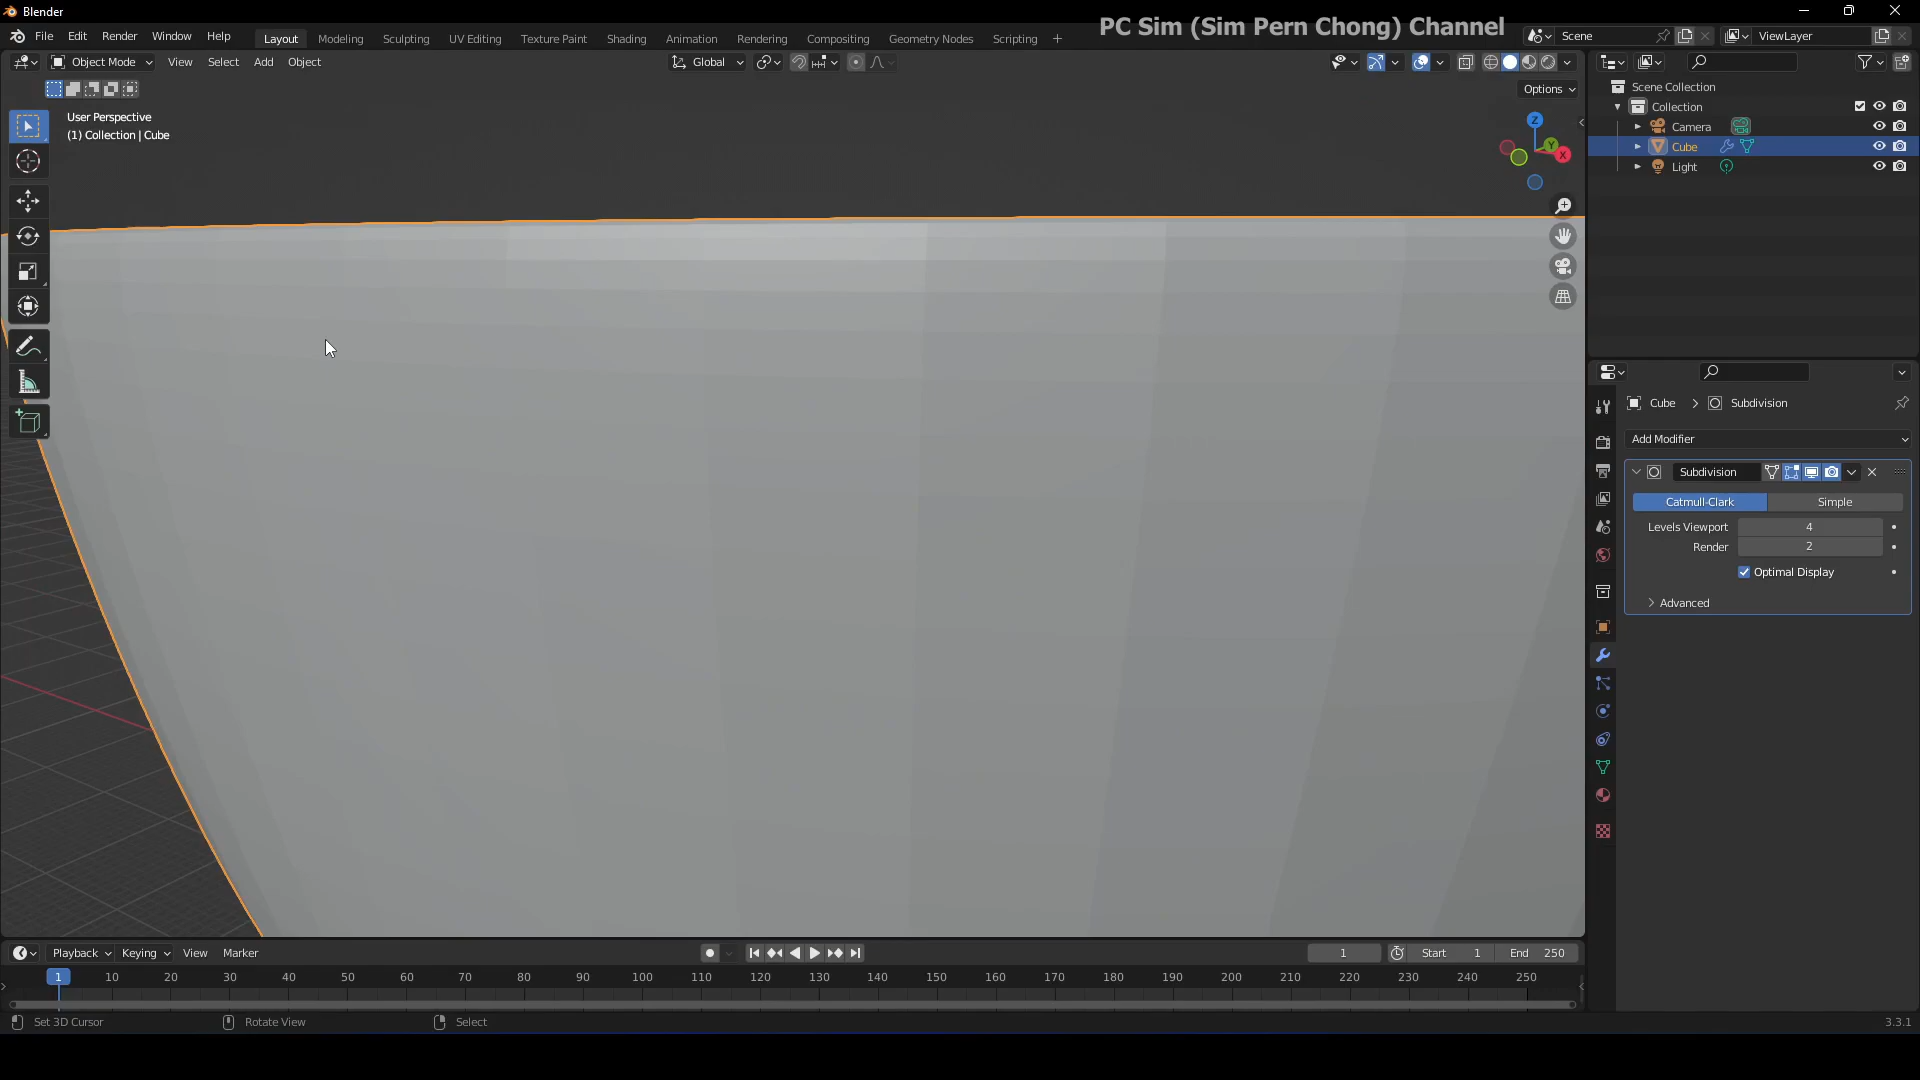 Blender
PC Sim (Sim Pern Chong) Channel
File Edit Render Window Help
Layout Modeling Sculpting UV Editing Texture Paint Shading Animation Rendering Compositing Geometry Nodes Scripting +
Scene
ViewLayer
Object Mode View Select Add Object
Global
Options
User Perspective
(1) Collection | Cube
Z
Y
X
Scene Collection
Collection
Camera
Cube
Light
Cube > Subdivision
Add Modifier
Subdivision
Catmull-Clark Simple
Levels Viewport 4
Render 2
Optimal Display
Advanced
Playback Keying View Marker
1 Start 1 End 250
1 10 20 30 40 50 60 70 80 90 100 110 120 130 140 150 160 170 180 190 200 210 220 230 240 250
Set 3D Cursor Rotate View Select
3.3.1